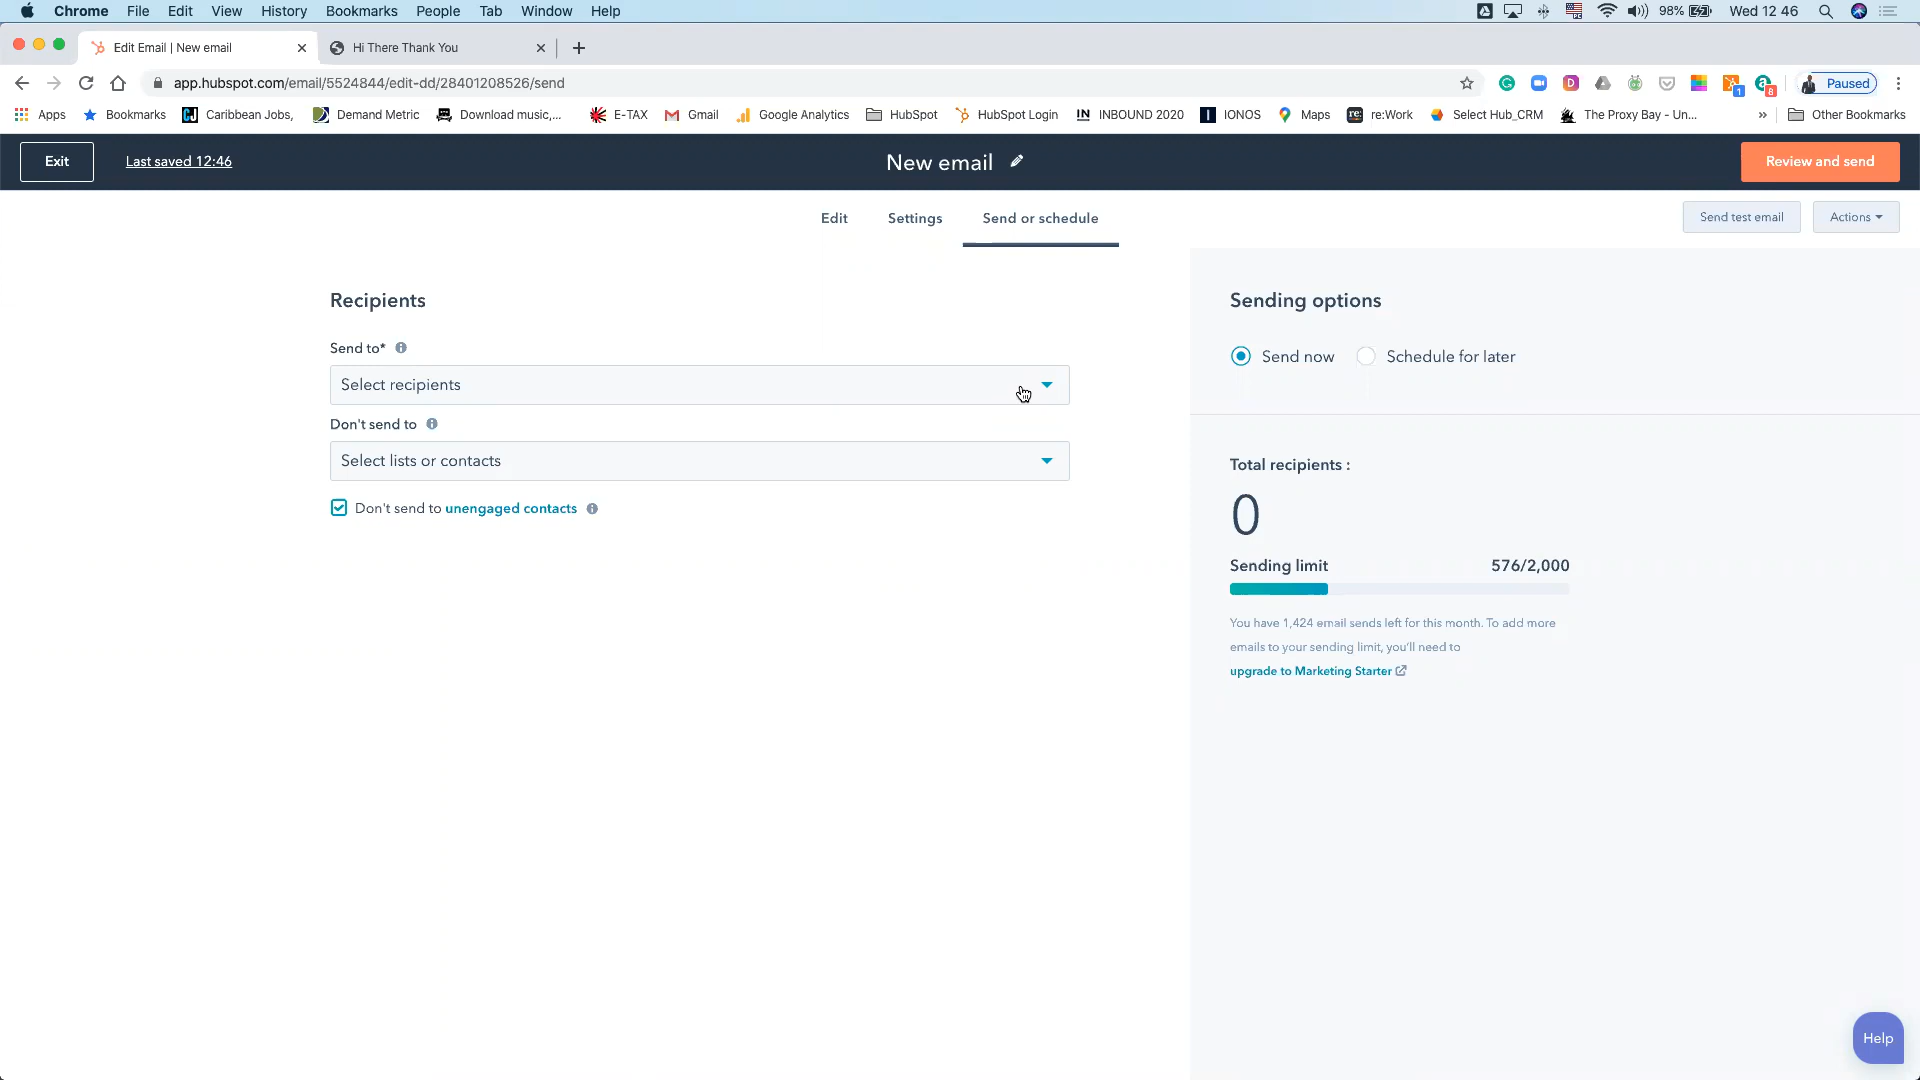 Chrome File Edit View History Bookmarks People Tab Window Help 98% Wed 12 46
Edit Email | New email Hi There Thank You
app.hubspot.com/email/5524844/edit-dd/28401208526/send Paused
Apps Bookmarks Caribbean Jobs, Demand Metric Download music,... E-TAX Gmail Google Analytics HubSpot HubSpot Login INBOUND 2020 IONOS Maps re:Work Select Hub_CRM The Proxy Bay - Un... » Other Bookmarks
Exit Last saved 12:46 New email Review and send
Edit Settings Send or schedule Send test email Actions
Recipients
Send to*
Select recipients
Don't send to
Select lists or contacts
Don't send to unengaged contacts
Sending options
Send now Schedule for later
Total recipients :
0
Sending limit 576/2,000
You have 1,424 email sends left for this month. To add more
emails to your sending limit, you'll need to
upgrade to Marketing Starter
Help